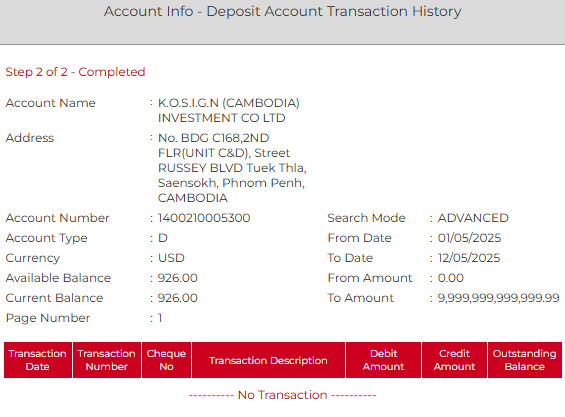 Account Info - Deposit Account Transaction History
Step 2 of 2 - Completed
Account Name : K.O.S.I.G.N (CAMBODIA)
INVESTMENT CO LTD
Address : No. BDG C168,2ND
FLR(UNIT C&D), Street
RUSSEY BLVD Tuek Thla,
Saensokh, Phnom Penh,
CAMBODIA
Account Number : 1400210005300 Search Mode : ADVANCED
Account Type : D From Date : 01/05/2025
Currency : USD To Date : 12/05/2025
Available Balance : 926.00 From Amount : 0.00
Current Balance : 926.00 To Amount : 9,999,999,999,999.99
Page Number : 1
Transaction Transaction Cheque Debit Credit Outstanding
Date Number No Transaction Description Amount Amount Balance
---------- No Transaction ----------